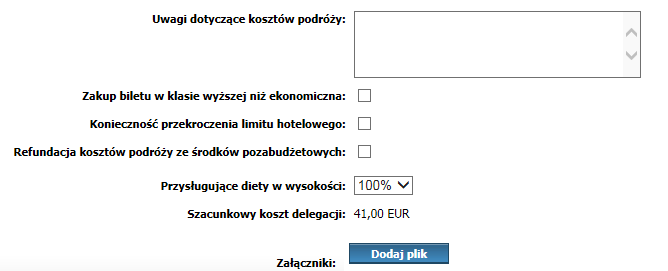 Uwagi dotyczące kosztów podróży:
Zakup biletu w klasie wyższej niż ekonomiczna:
Konieczność przekroczenia limitu hotelowego:
Refundacja kosztów podróży ze środków pozabudżetowych:
Przysługujące diety w wysokości: 100%
Szacunkowy koszt delegacji: 41,00 EUR
Załączniki: Dodaj plik